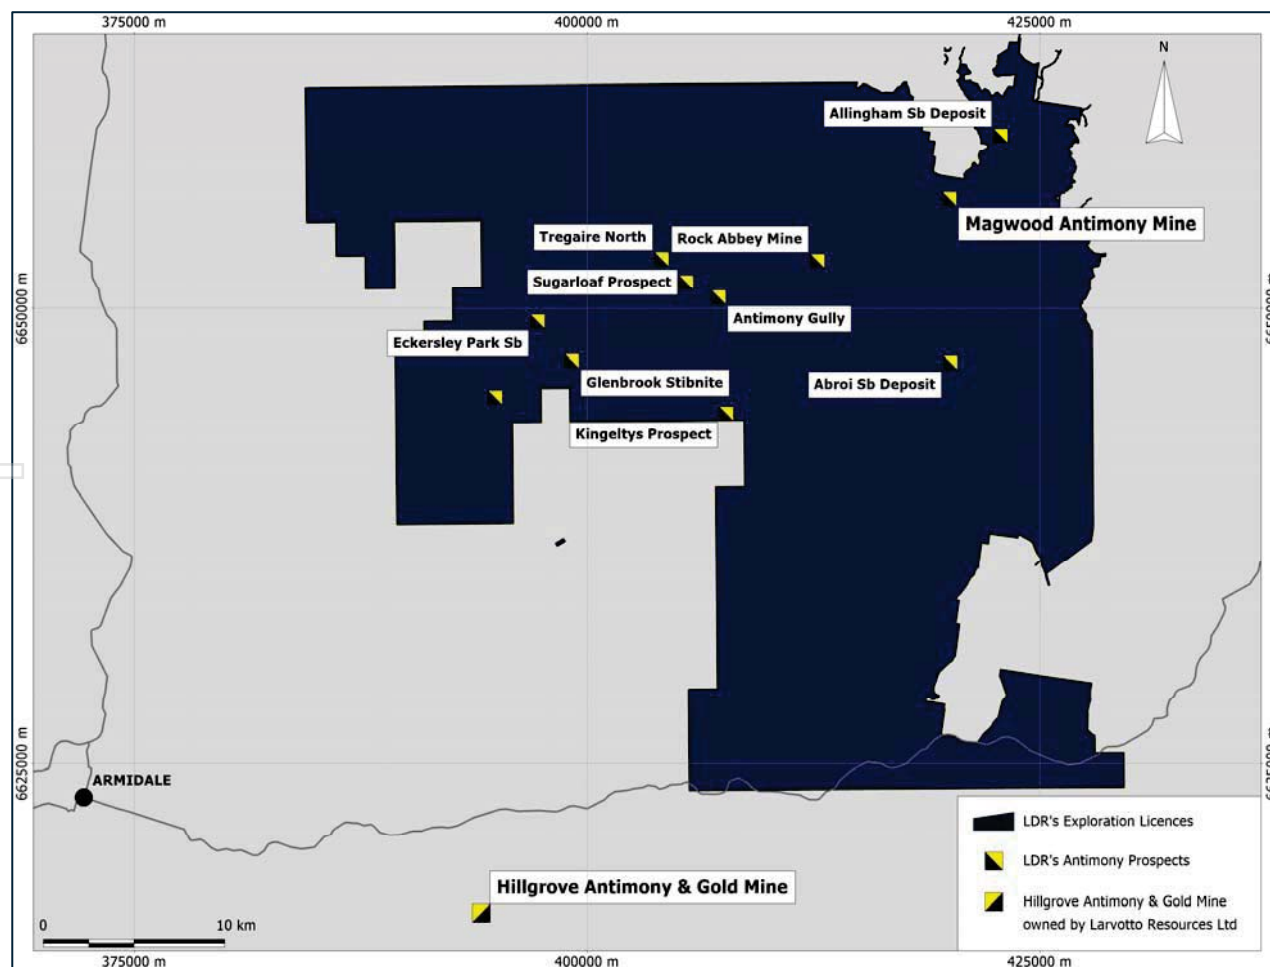 375000 m
400000 m
425000 m
N
Allingham Sb Deposit
Magwood Antimony Mine
Tregaire North
Rock Abbey Mine
Sugarloaf Prospect
Antimony Gully
6650000 m
6650000 m
Eckersley Park Sb
Glenbrook Stibnite
Abroi Sb Deposit
Kingeltys Prospect
6625000 m
6625000 m
ARMIDALE
LDR's Exploration Licences
LDR's Antimony Prospects
Hillgrove Antimony & Gold Mine
owned by Larvotto Resources Ltd
Hillgrove Antimony & Gold Mine
0
10 km
375000 m
400000 m
425000 m